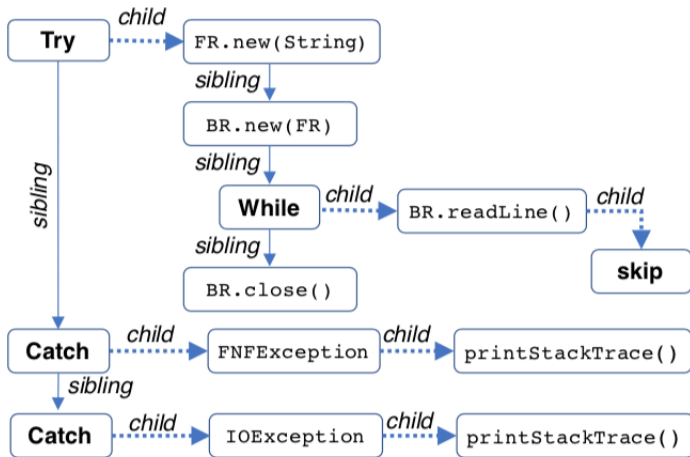 child
Try
FR.new(String)
sibling
BR.new(FR)
sibling
sibling
While
child
BR.readLine()
child
sibling
skip
BR.close()
Catch
child
FNFException
child
printStackTrace()
sibling
Catch
child
IOException
child
printStackTrace()